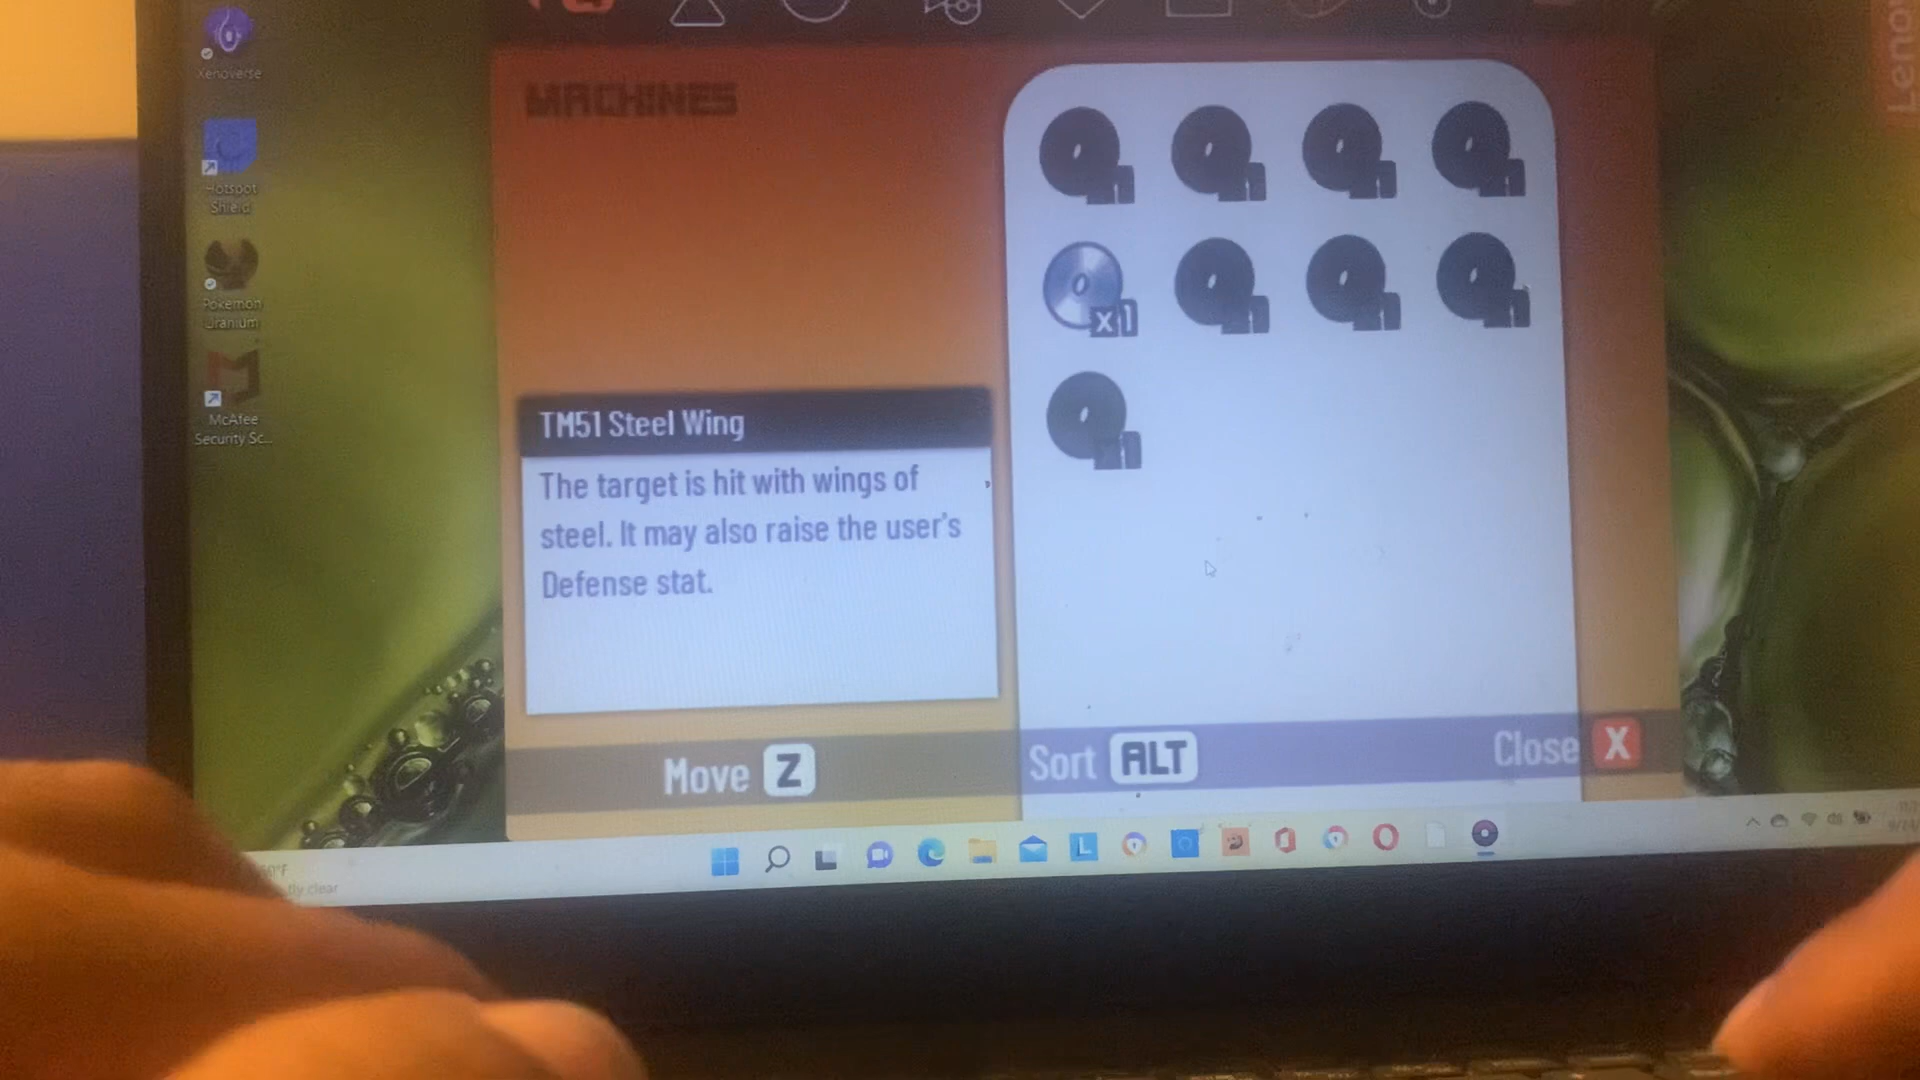 Xenoverse
Hotspot
Shield
Pokemon
Uranium
McAfee
Security Sc...
MACHINES
TM51 Steel Wing
The target is hit with wings of
steel. It may also raise the user's
Defense stat.
x1
Move Z
Sort ALT
Close X
Lenov